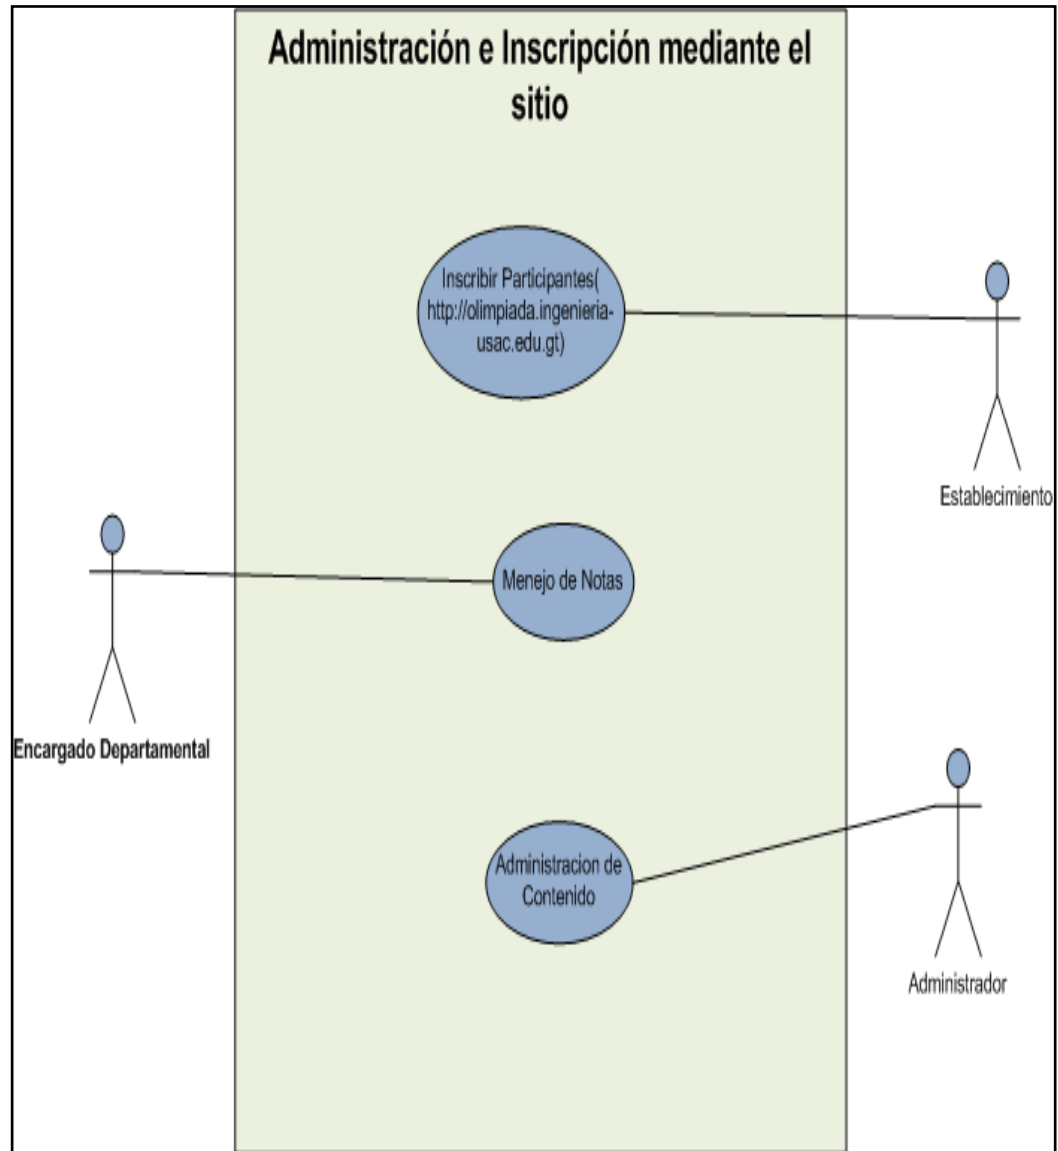 Administración e Inscripción mediante el
sitio
Inscribir Participantes(
http://olimpiada.ingenieria-
usac.edu.gt)
Establecimiento
Menejo de Notas
Encargado Departamental
Administracion de
Contenido
Administrador